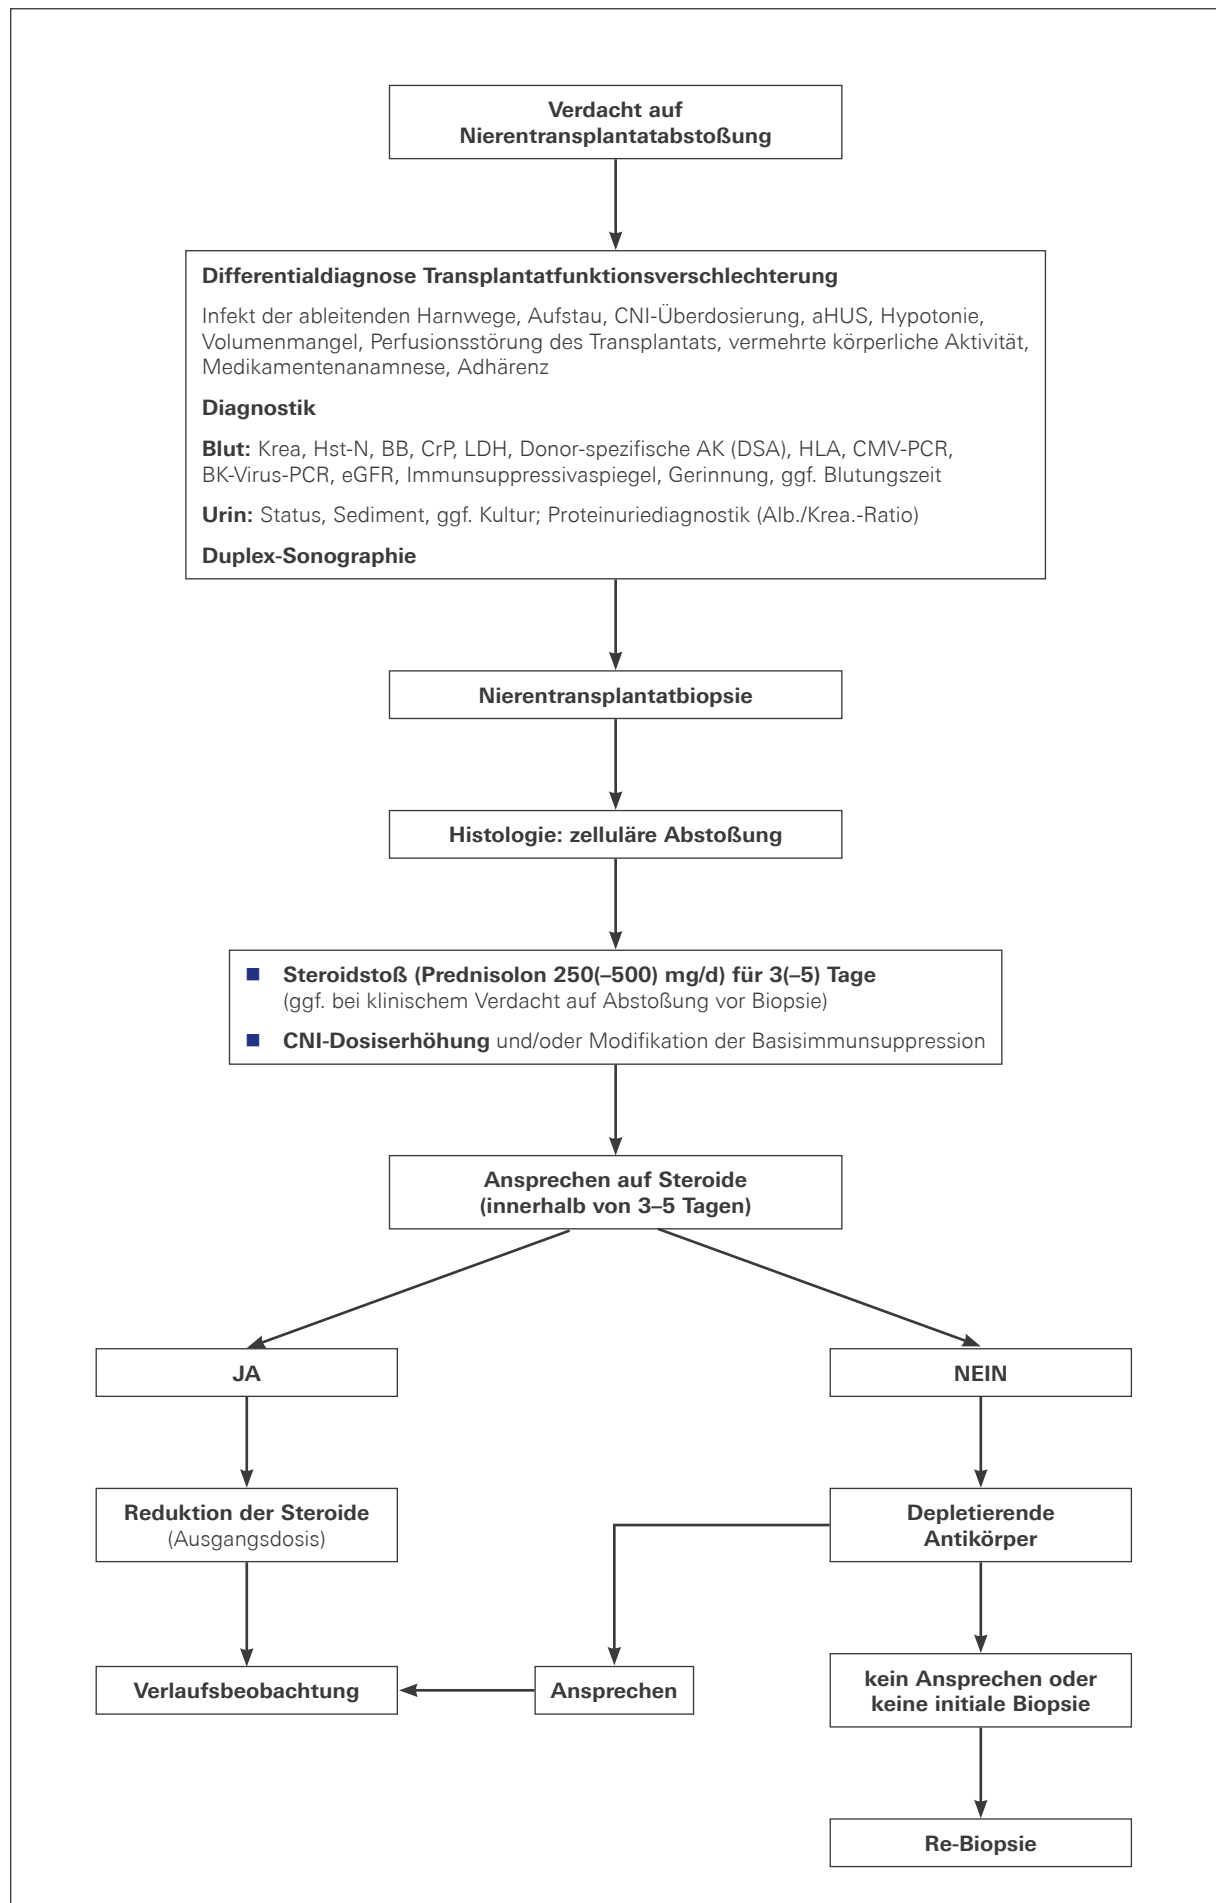 Verdacht auf
Nierentransplantatabstoßung
Differentialdiagnose Transplantatfunktionsverschlechterung
Infekt der ableitenden Harnwege, Aufstau, CNI-Überdosierung, aHUS, Hypotonie,
Volumenmangel, Perfusionsstörung des Transplantats, vermehrte körperliche Aktivität,
Medikamentenanamnese, Adhärenz
Diagnostik
Blut: Krea, Hst-N, BB, CrP, LDH, Donor-spezifische AK (DSA), HLA, CMV-PCR,
BK-Virus-PCR, eGFR, Immunsuppressivaspiegel, Gerinnung, ggf. Blutungszeit
Urin: Status, Sediment, ggf. Kultur; Proteinuriediagnostik (Alb./Krea.-Ratio)
Duplex-Sonographie
Nierentransplantatbiopsie
Histologie: zelluläre Abstoßung
■ Steroidstoß (Prednisolon 250(–500) mg/d) für 3(–5) Tage
(ggf. bei klinischem Verdacht auf Abstoßung vor Biopsie)
■ CNI-Dosiserhöhung und/oder Modifikation der Basisimmunsuppression
Ansprechen auf Steroide
(innerhalb von 3–5 Tagen)
JA
NEIN
Reduktion der Steroide
(Ausgangsdosis)
Depletierende
Antikörper
Verlaufsbeobachtung
Ansprechen
kein Ansprechen oder
keine initiale Biopsie
Re-Biopsie